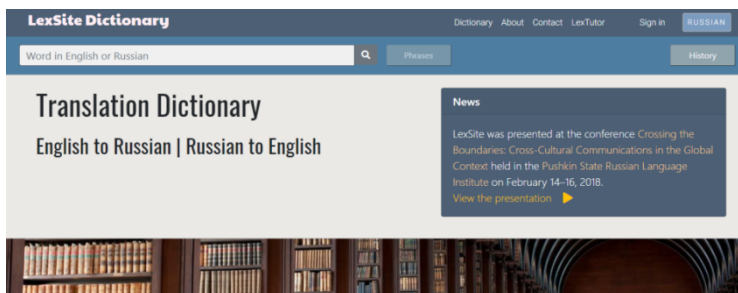 LexSite Dictionary
Dictionary About Contact LexTutor Sign in RUSSIAN
Word in English or Russian Phrases History
Translation Dictionary
English to Russian | Russian to English
News
LexSite was presented at the conference Crossing the
Boundaries: Cross-Cultural Communications in the Global
Context held in the Pushkin State Russian Language
Institute on February 14–16, 2018.
View the presentation